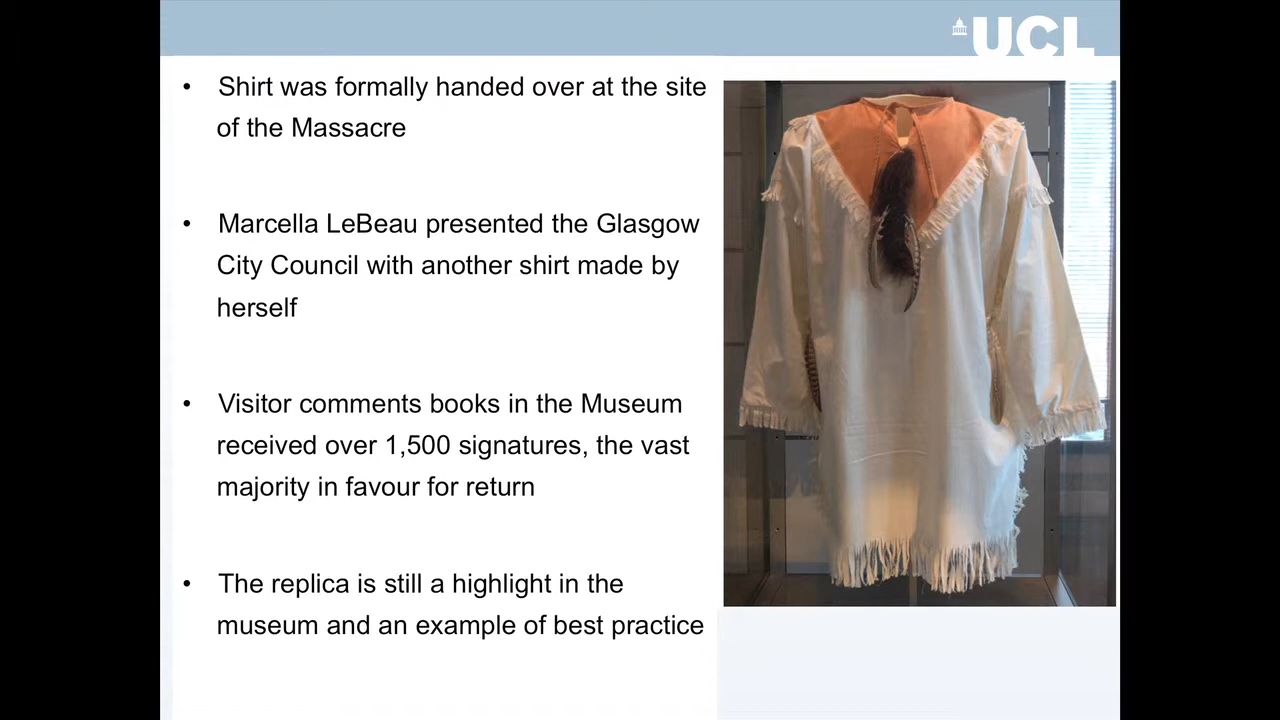 UCL
• Shirt was formally handed over at the site
of the Massacre
• Marcella LeBeau presented the Glasgow
City Council with another shirt made by
herself
• Visitor comments books in the Museum
received over 1,500 signatures, the vast
majority in favour for return
• The replica is still a highlight in the
museum and an example of best practice